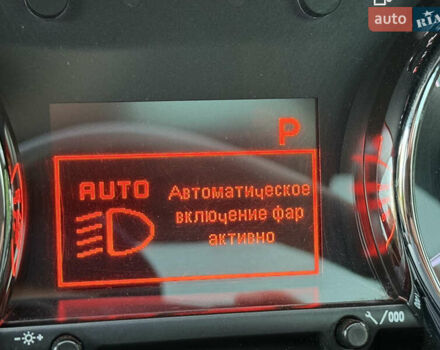 auto RIA
P
AUTO
Автоматическое
включение фар
активно
/000